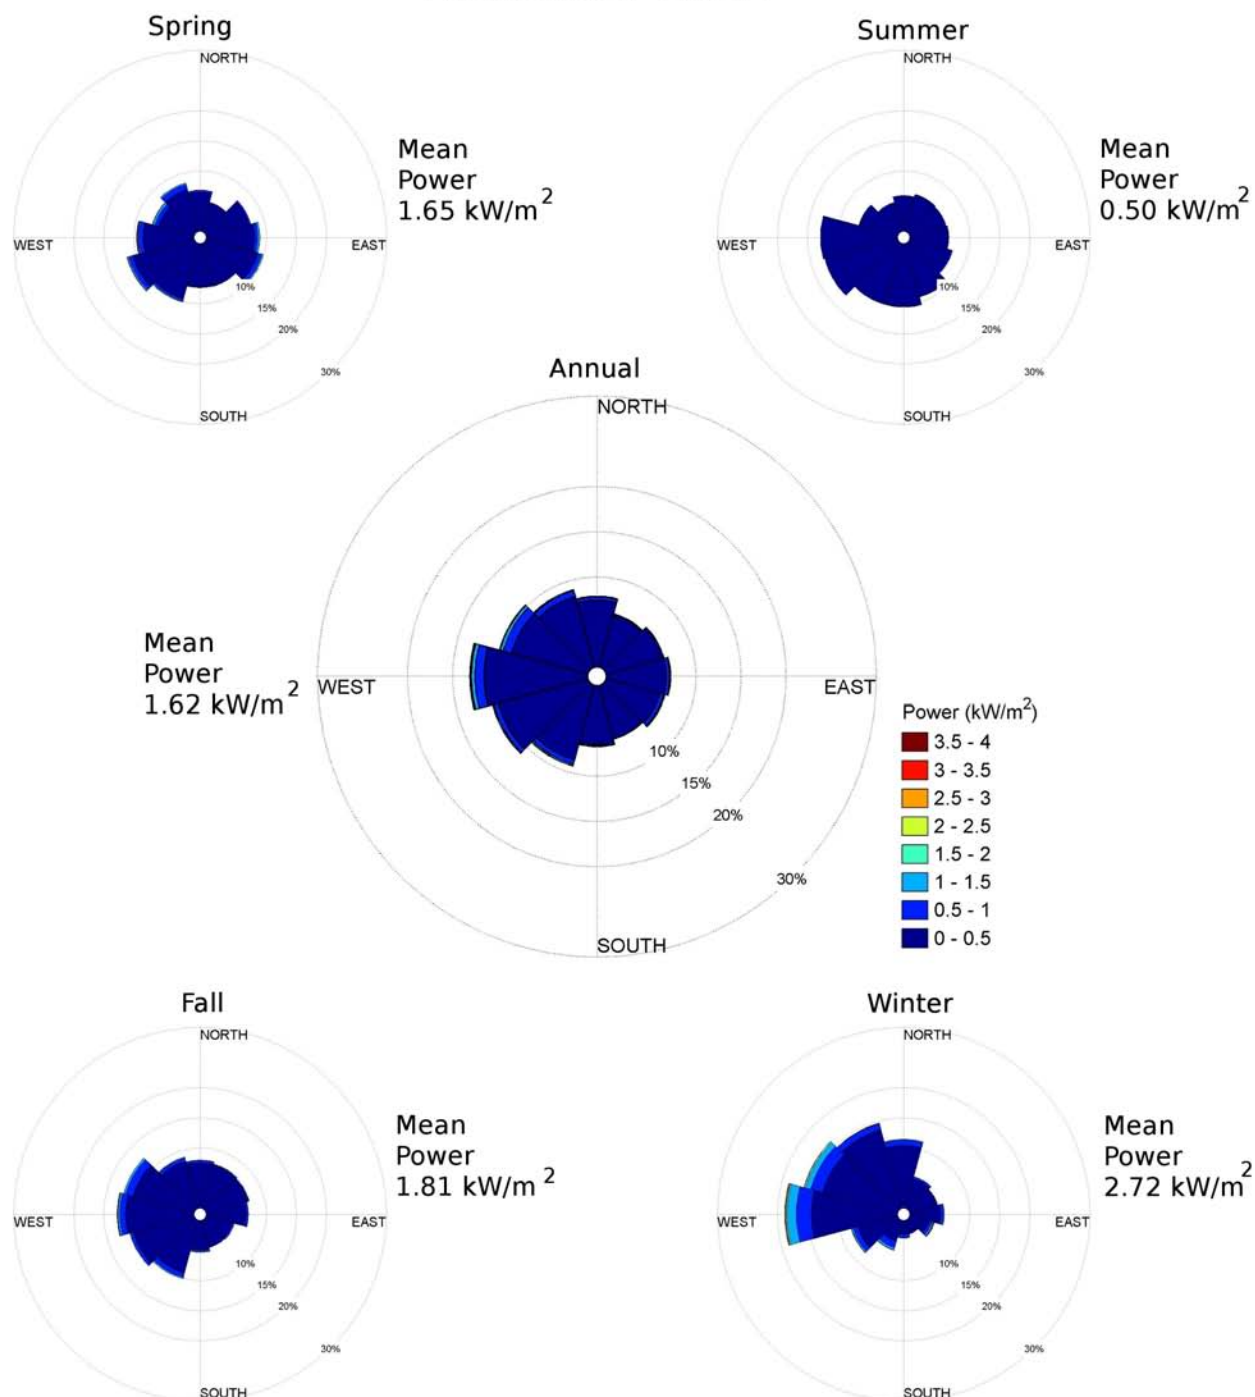 Spring
NORTH
WEST
EAST
SOUTH
10%
15%
20%
30%
Mean
Power
1.65 kW/m2
Summer
NORTH
WEST
EAST
SOUTH
10%
15%
20%
30%
Mean
Power
0.50 kW/m2
Annual
NORTH
WEST
EAST
SOUTH
10%
15%
20%
30%
Mean
Power
1.62 kW/m2
Power (kW/m2)
3.5 - 4
3 - 3.5
2.5 - 3
2 - 2.5
1.5 - 2
1 - 1.5
0.5 - 1
0 - 0.5
Fall
NORTH
WEST
EAST
SOUTH
10%
15%
20%
30%
Mean
Power
1.81 kW/m2
Winter
NORTH
WEST
EAST
SOUTH
10%
15%
20%
30%
Mean
Power
2.72 kW/m2